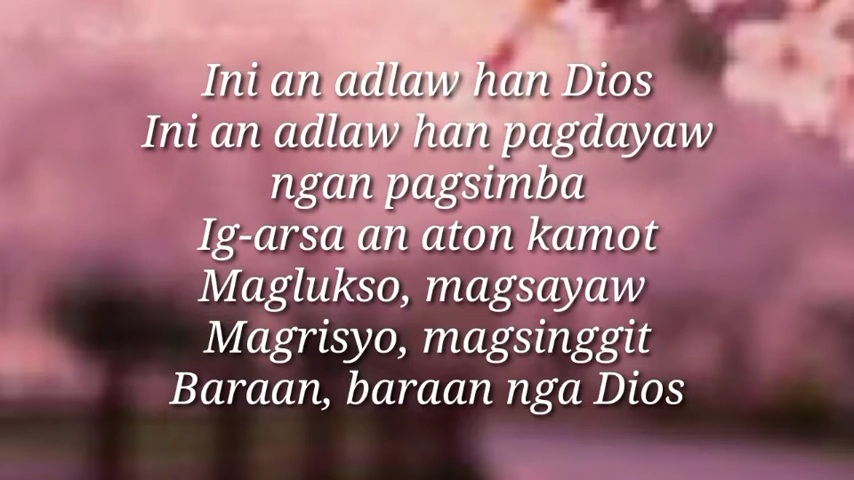 Ini an adlaw han Dios
Ini an adlaw han pagdayaw
ngan pagsimba
Ig-arsa an aton kamot
Maglukso, magsayaw
Magrisyo, magsinggit
Baraan, baraan nga Dios